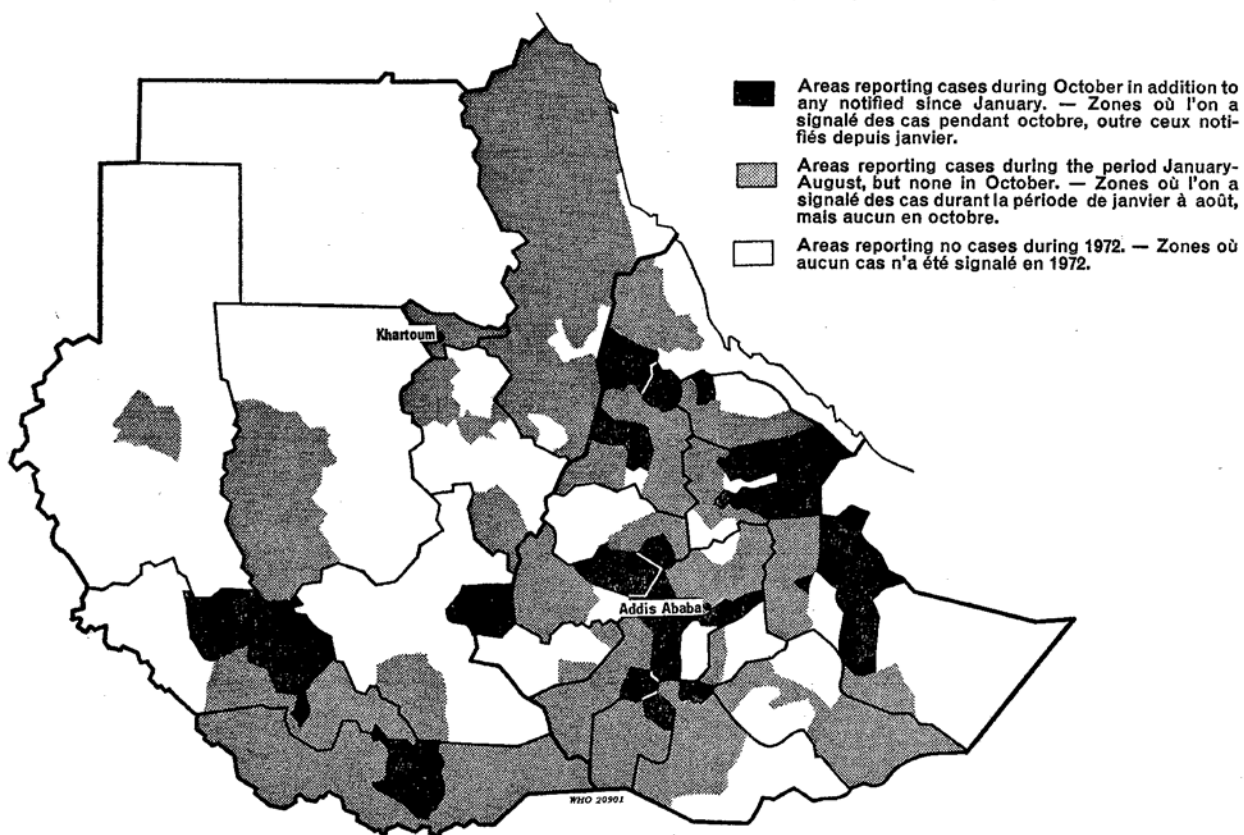 Areas reporting cases during October in addition to
any notified since January. — Zones où l'on a
signalé des cas pendant octobre, outre ceux noti-
fiés depuis janvier.
Areas reporting cases during the period January-
August, but none in October. — Zones où l'on a
signalé des cas durant la période de janvier à août,
mais aucun en octobre.
Areas reporting no cases during 1972. — Zones où
aucun cas n'a été signalé en 1972.
Khartoum
Addis Ababa
WHO 20901